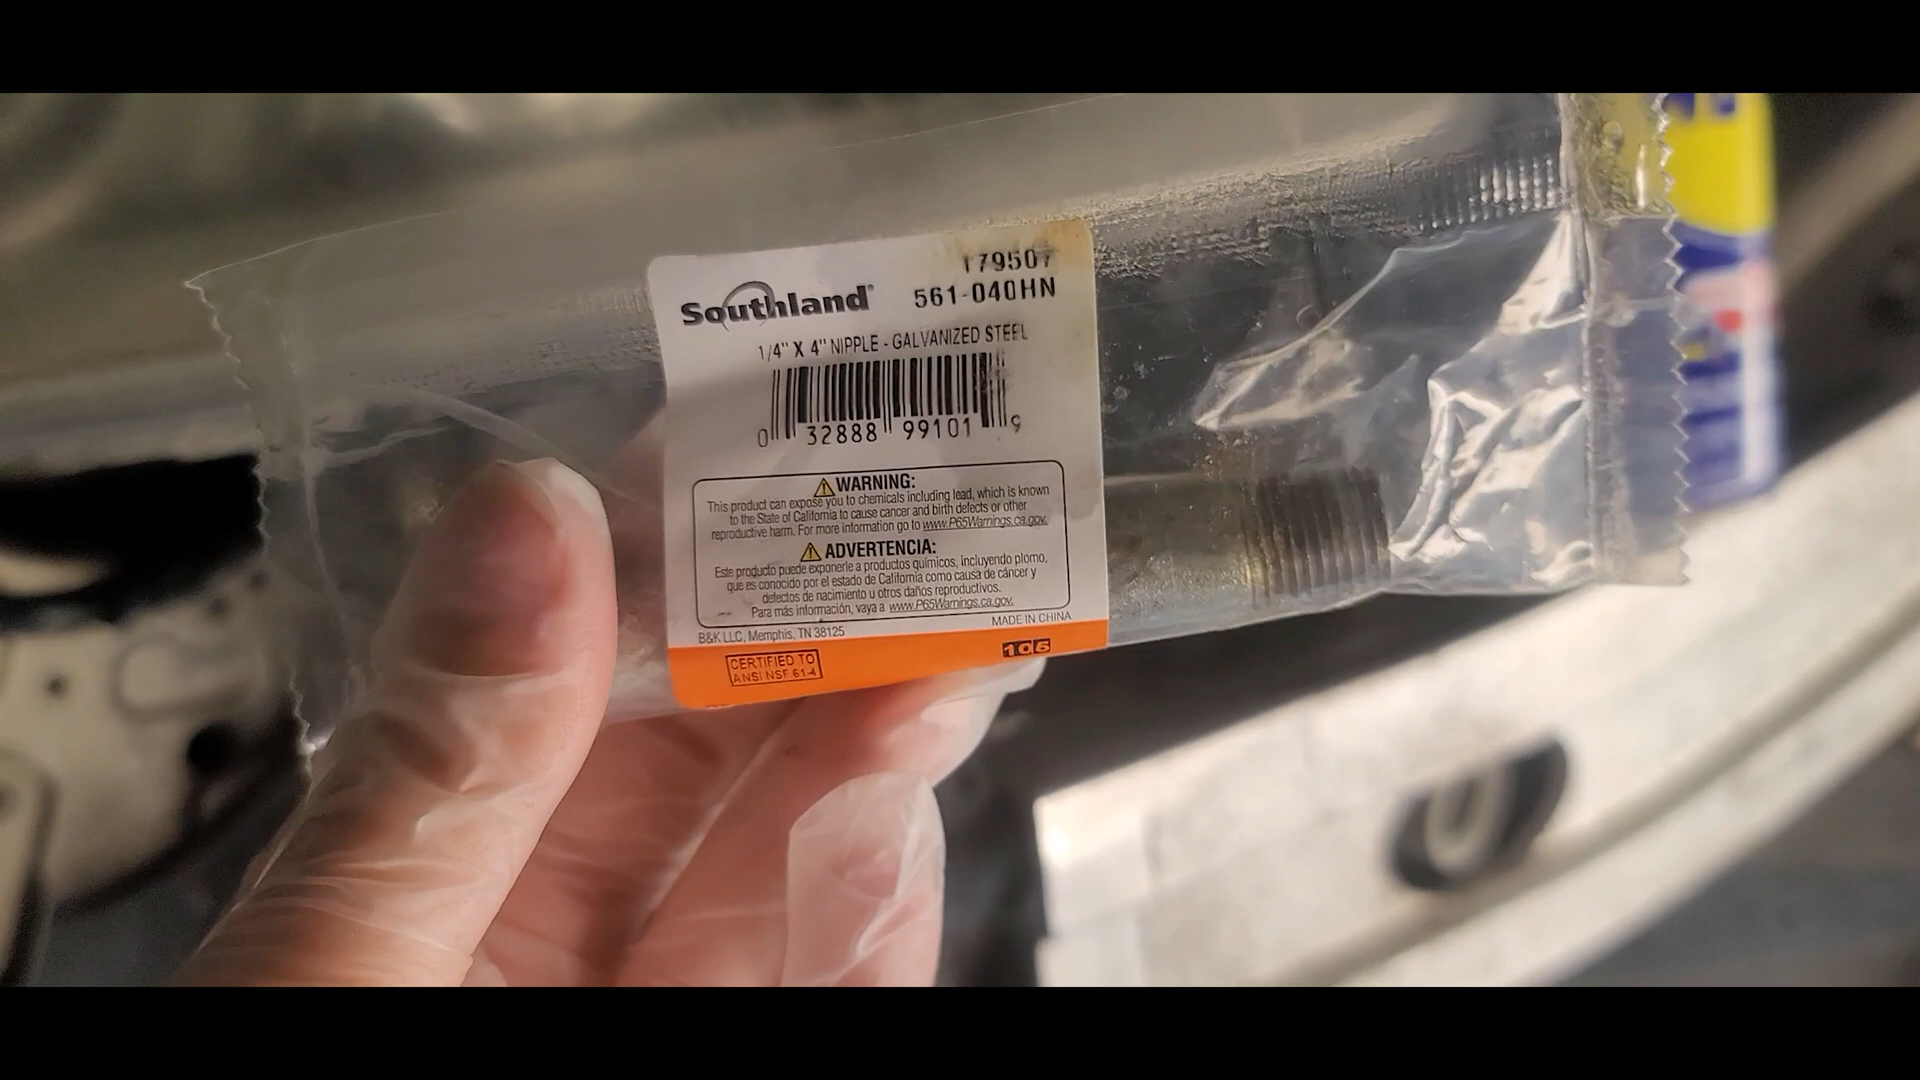 179507
Southland®
561-040HN
1/4" X 4" NIPPLE - GALVANIZED STEEL
0 32888 99101 9
WARNING:
This product can expose you to chemicals including lead, which is known
to the State of California to cause cancer and birth defects or other
reproductive harm. For more information go to www.P65Warnings.ca.gov.
ADVERTENCIA:
Este producto puede exponerle a productos químicos, incluyendo plomo,
que es conocido por el estado de California como causa de cáncer y
defectos de nacimiento u otros daños reproductivos.
Para más información, vaya a www.P65Warnings.ca.gov.
B&K LLC, Memphis, TN 38125
MADE IN CHINA
CERTIFIED TO
ANSI NSF 61-4
105